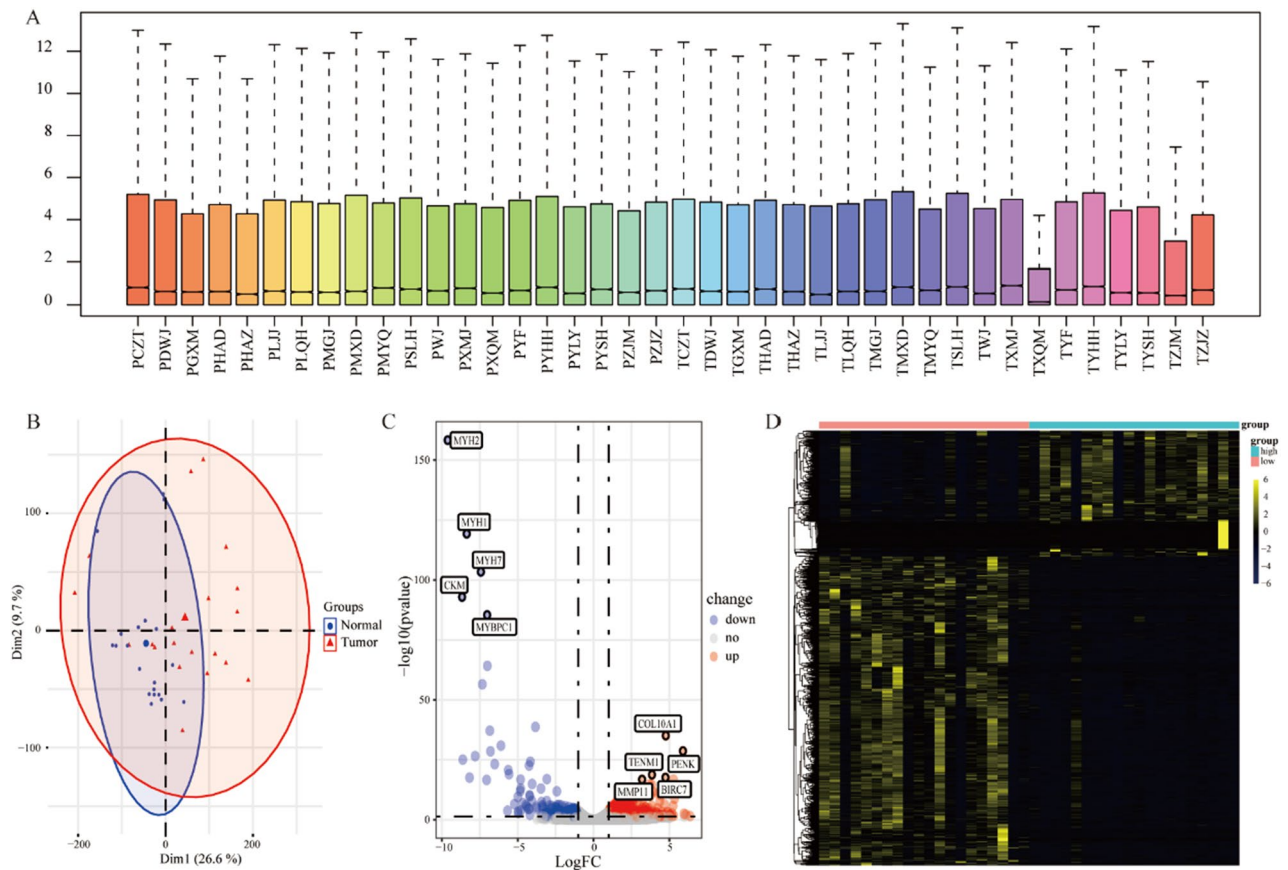 A
12
10
8
6
4
2
0
PCZT PDWJ PGXM PHAD PHAZ PLJJ PLQH PMGJ PMXD PMYQ PSLH PWJ PXMJ PXQM PYF PYHH PYLY PYSH PZJM PZJZ TCZT TDWJ TGXM THAD THAZ TLJJ TLQH TMGJ TMXD TMYQ TSLH TWJ TXMJ TXQM TYF TYHH TYLY TYSH TZJM TZJZ
B
Dim2 (9.7 %)
100
0
−100
−200 0 200
Dim1 (26.6 %)
Groups
Normal
Tumor
C
−log10(pvalue)
150
100
50
0
MYH2
MYH1
MYH7
CKM
MYBPC1
COL10A1
TENM1
PENK
MMP11
BIRC7
−10 −5 0 5
LogFC
change
down
no
up
D
group
group
high
low
6
4
2
0
−2
−4
−6